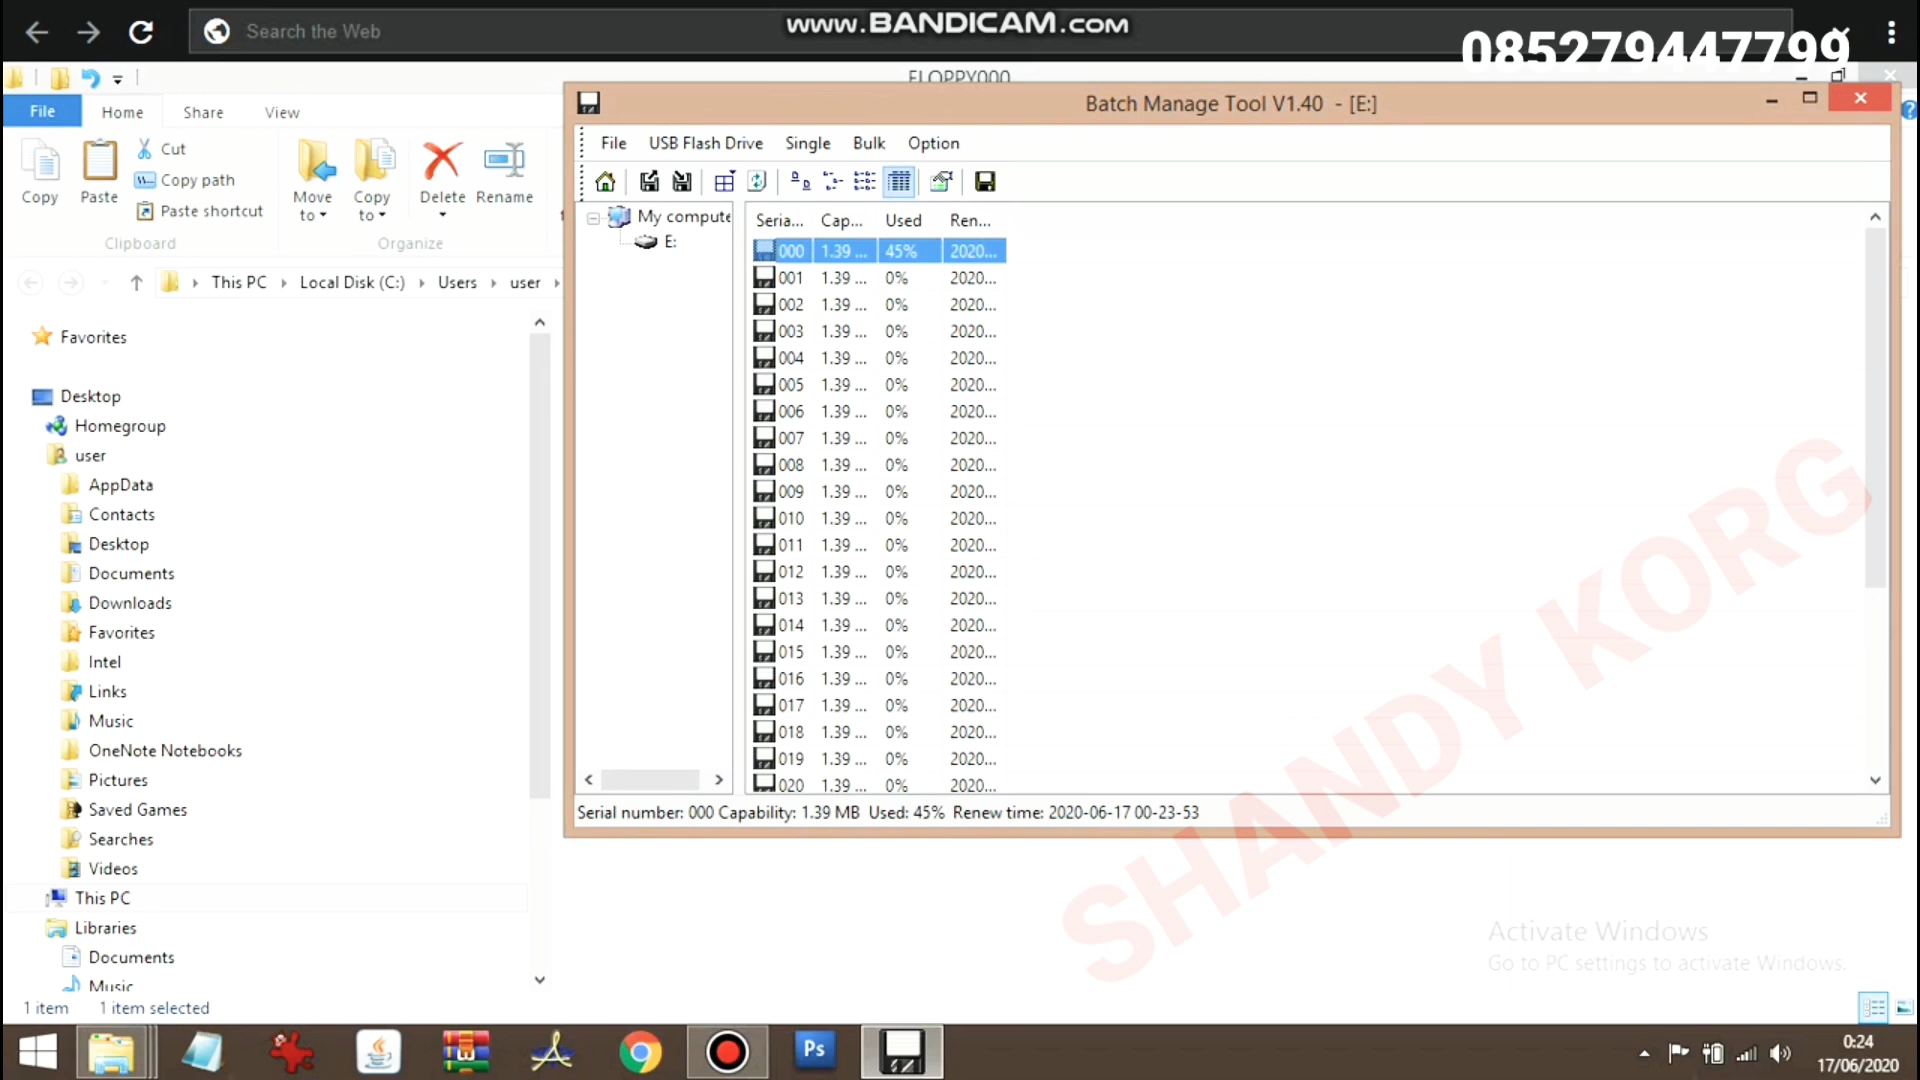 Search the Web
www.BANDICAM.com
085279447799
FLOPPY000
File Home Share View
Copy
Paste
Cut
Copy path
Paste shortcut
Move to
Copy to
Delete
Rename
Clipboard
Organize
This PC
Local Disk (C:)
Users
user
Favorites
Desktop
Homegroup
user
AppData
Contacts
Desktop
Documents
Downloads
Favorites
Intel
Links
Music
OneNote Notebooks
Pictures
Saved Games
Searches
Videos
This PC
Libraries
Documents
Music
1 item 1 item selected
Batch Manage Tool V1.40 - [E:]
File USB Flash Drive Single Bulk Option
My compute
E:
Seria... Cap... Used Ren...
000 1.39 ... 45% 2020...
001 1.39 ... 0% 2020...
002 1.39 ... 0% 2020...
003 1.39 ... 0% 2020...
004 1.39 ... 0% 2020...
005 1.39 ... 0% 2020...
006 1.39 ... 0% 2020...
007 1.39 ... 0% 2020...
008 1.39 ... 0% 2020...
009 1.39 ... 0% 2020...
010 1.39 ... 0% 2020...
011 1.39 ... 0% 2020...
012 1.39 ... 0% 2020...
013 1.39 ... 0% 2020...
014 1.39 ... 0% 2020...
015 1.39 ... 0% 2020...
016 1.39 ... 0% 2020...
017 1.39 ... 0% 2020...
018 1.39 ... 0% 2020...
019 1.39 ... 0% 2020...
020 1.39 ... 0% 2020...
Serial number: 000 Capability: 1.39 MB Used: 45% Renew time: 2020-06-17 00-23-53
SHANDY KORG
Activate Windows
Go to PC settings to activate Windows.
Ps
0:24
17/06/2020